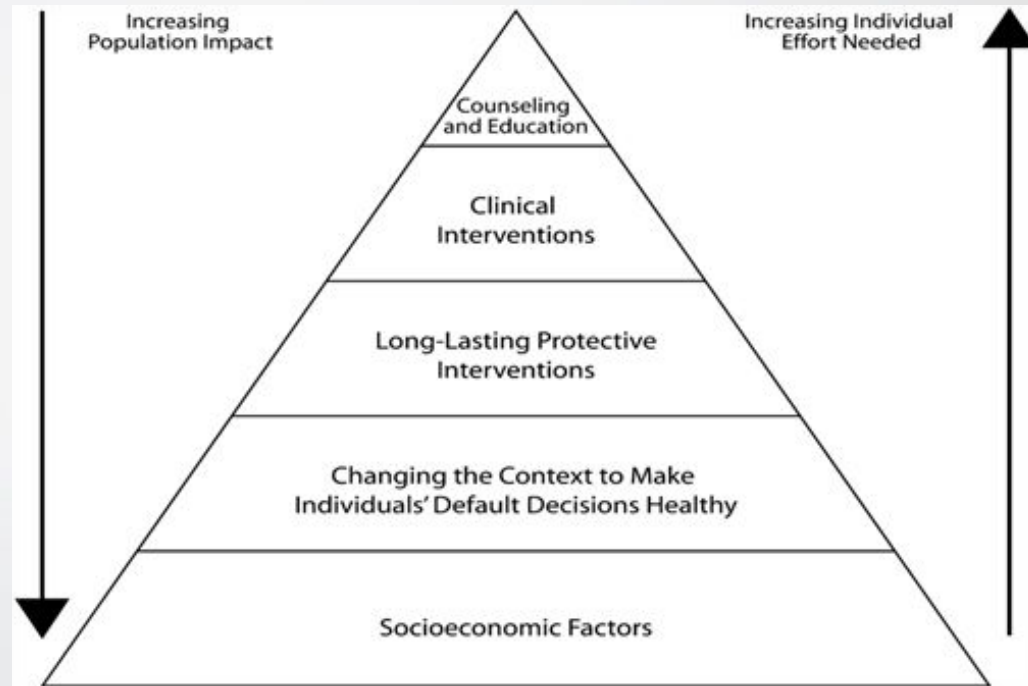 Increasing
Population Impact
Increasing Individual
Effort Needed
Counseling
and Education
Clinical
Interventions
Long-Lasting Protective
Interventions
Changing the Context to Make
Individuals' Default Decisions Healthy
Socioeconomic Factors